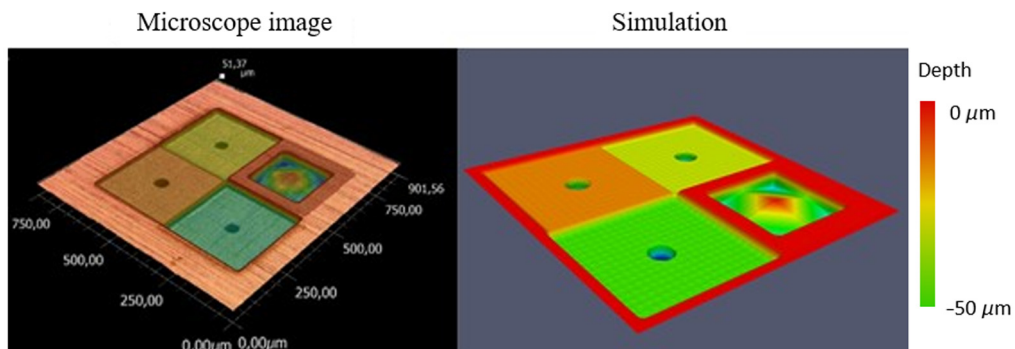 Microscope image
Simulation
51,37
μm
Depth
0 μm
901,56
750,00
750,00
500,00
500,00
250,00
250,00
0,00μm
0,00μm
-50 μm